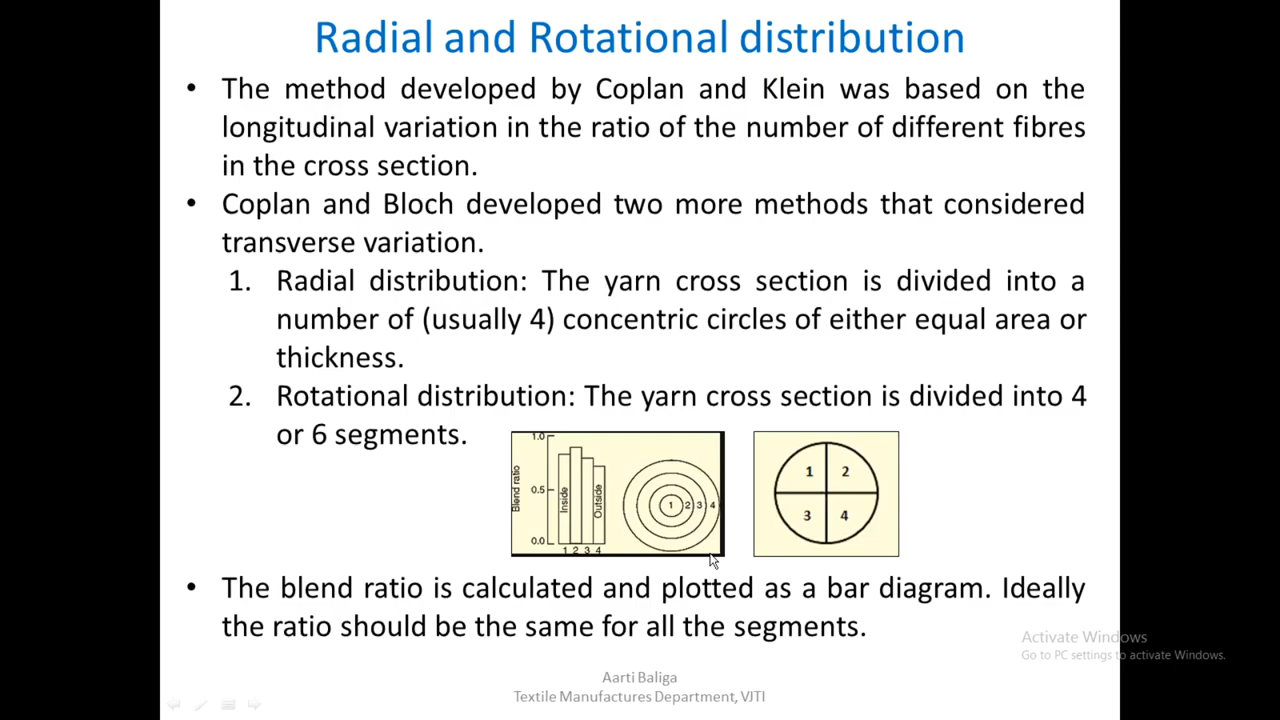 Radial and Rotational distribution
• The method developed by Coplan and Klein was based on the
longitudinal variation in the ratio of the number of different fibres
in the cross section.
• Coplan and Bloch developed two more methods that considered
transverse variation.
1. Radial distribution: The yarn cross section is divided into a
number of (usually 4) concentric circles of either equal area or
thickness.
2. Rotational distribution: The yarn cross section is divided into 4
or 6 segments.
1.0
0.5
0.0
Blend ratio
Inside
Outside
1 2 3 4
1 2 3 4
1 2
3 4
• The blend ratio is calculated and plotted as a bar diagram. Ideally
the ratio should be the same for all the segments.
Activate Windows
Go to PC settings to activate Windows.
Aarti Baliga
Textile Manufactures Department, VJTI